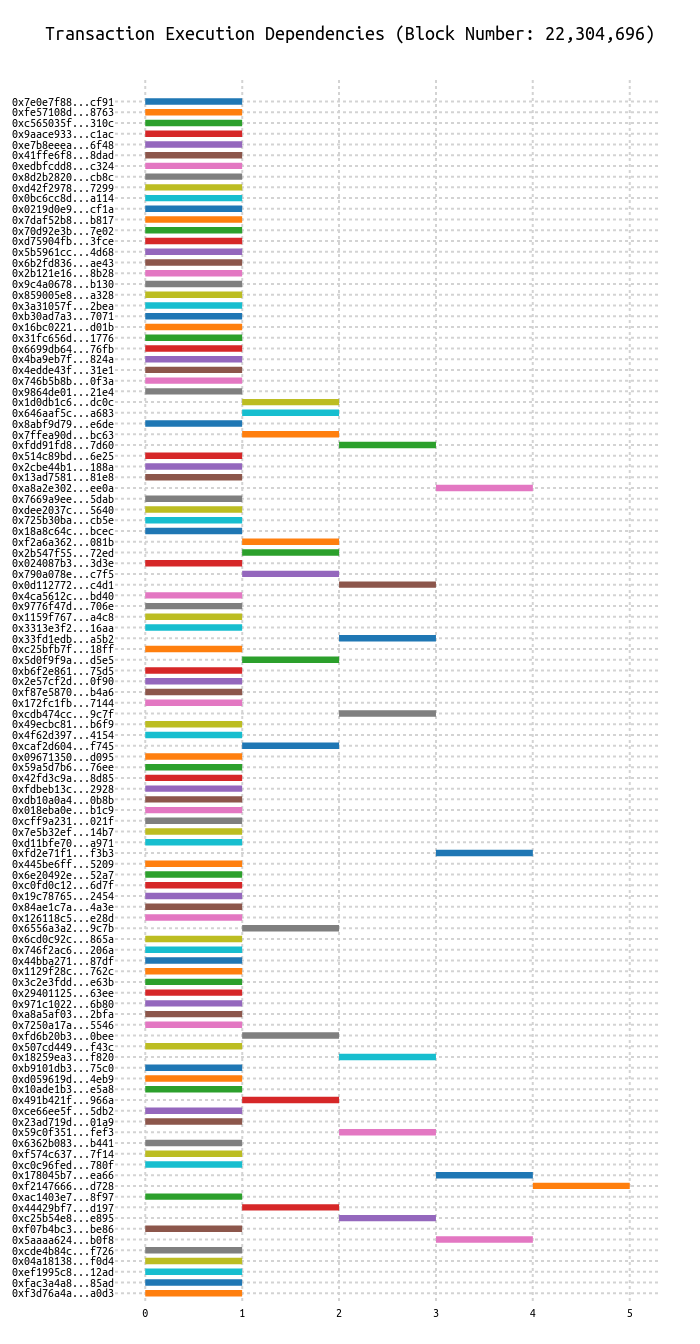 Transaction Execution Dependencies (Block Number: 22,304,696)
0x7e0e7f88...cf91
0xfe57108d...8763
0xc565035f...310c
0x9aace933...c1ac
0xe7b8eeea...6f48
0x41ffe6f8...8dad
0xedbfcdd8...c324
0x8d2b2820...cb8c
0xd42f2978...7299
0x0bc6cc8d...a114
0x0219d0e9...cf1a
0x7daf52b8...b817
0x70d92e3b...7e02
0xd75904fb...3fce
0x5b5961cc...4d68
0x6b2fd836...ae43
0x2b121e16...8b28
0x9c4a0678...b130
0x859005e8...a328
0x3a31057f...2bea
0xb30ad7a3...7071
0x16bc0221...d01b
0x31fc656d...1776
0x6699db64...76fb
0x4ba9eb7f...824a
0x4edde43f...31e1
0x746b5b8b...0f3a
0x9864de01...21e4
0x1d0db1c6...dc0c
0x646aaf5c...a683
0x8abf9d79...e6de
0x7ffea90d...bc63
0xfdd91fd8...7d60
0x514c89bd...6e25
0x2cbe44b1...188a
0x13ad7581...81e8
0xa8a2e302...ee0a
0x7669a9ee...5dab
0xdee2037c...5640
0x725b30ba...cb5e
0x18a8c64c...bcec
0xf2a6a362...081b
0x2b547f55...72ed
0x024087b3...3d3e
0x790a078e...c7f5
0x0d112772...c4d1
0x4ca5612c...bd40
0x9776f47d...706e
0x1159f767...a4c8
0x3313e3f2...16aa
0x33fd1edb...a5b2
0xc25bfb7f...18ff
0x5d0f9f9a...d5e5
0xb6f2e861...75d5
0x2e57cf2d...0f90
0xf87e5870...b4a6
0x172fc1fb...7144
0xcdb474cc...9c7f
0x49ecbc81...b6f9
0x4f62d397...4154
0xcaf2d604...f745
0x09671350...d095
0x59a5d7b6...76ee
0x42fd3c9a...8d85
0xfdbeb13c...2928
0xdb10a0a4...0b8b
0x018eba0e...b1c9
0xcff9a231...021f
0x7e5b32ef...14b7
0xd11bfe70...a971
0xfd2e71f1...f3b3
0x445be6ff...5209
0x6e20492e...52a7
0xc0fd0c12...6d7f
0x19c78765...2454
0x84ae1c7a...4a3e
0x126118c5...e28d
0x6556a3a2...9c7b
0x6cd0c92c...865a
0x746f2ac6...206a
0x44bba271...87df
0x1129f28c...762c
0x3c2e3fdd...e63b
0x29401125...63ee
0x971c1022...6b80
0xa8a5af03...2bfa
0x7250a17a...5546
0xfd6b20b3...0bee
0x507cd449...f43c
0x18259ea3...f820
0xb9101db3...75c0
0xd059619d...4eb9
0x10ade1b3...e5a8
0x491b421f...966a
0xce66ee5f...5db2
0x23ad719d...01a9
0x59c0f351...fef3
0x6362b083...b441
0xf574c637...7f14
0xc0c96fed...780f
0x178045b7...ea66
0xf2147666...d728
0xac1403e7...8f97
0x44429bf7...d197
0xc25b54e8...e895
0xf07b4bc3...be86
0x5aaaa624...b0f8
0xcde4b84c...f726
0x04a18138...f0d4
0xef1995c8...12ad
0xfac3a4a8...85ad
0xf3d76a4a...a0d3
0 1 2 3 4 5